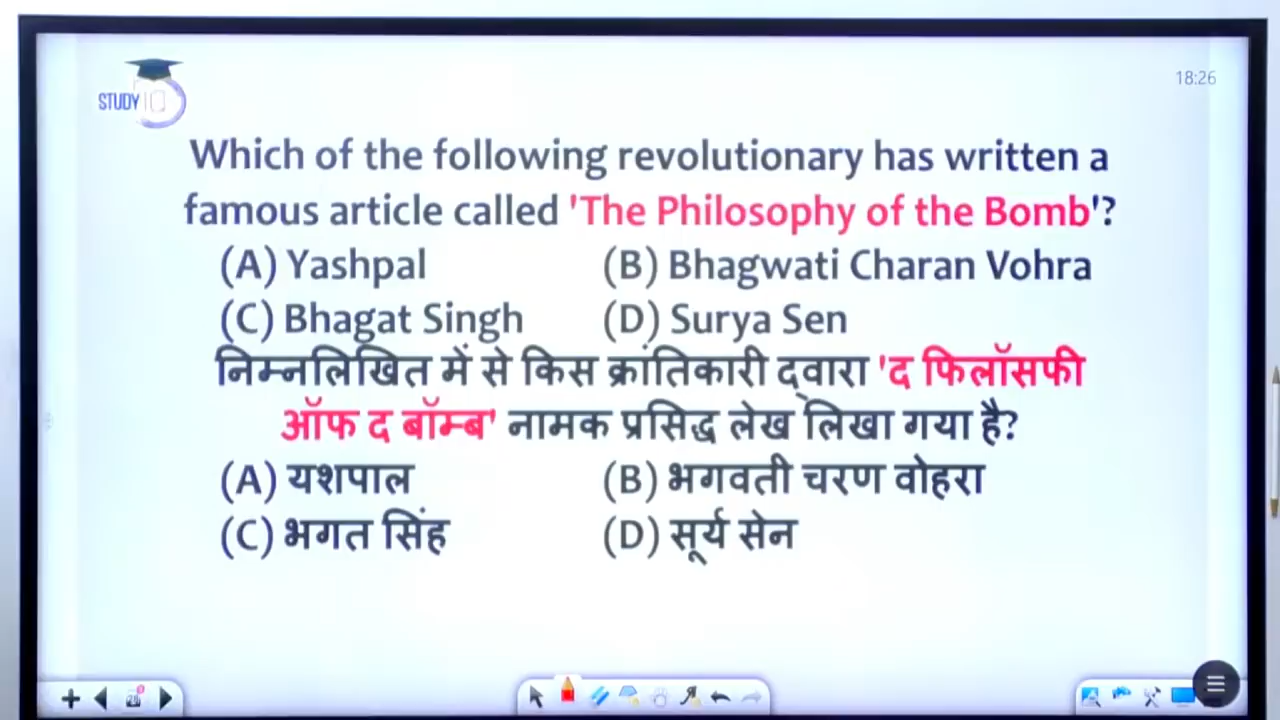 STUDY IQ
18:26
Which of the following revolutionary has written a
famous article called 'The Philosophy of the Bomb'?
(A) Yashpal (B) Bhagwati Charan Vohra
(C) Bhagat Singh (D) Surya Sen
निम्नलिखित में से किस क्रांतिकारी द्वारा 'द फिलॉसफी
ऑफ द बॉम्ब' नामक प्रसिद्ध लेख लिखा गया है?
(A) यशपाल (B) भगवती चरण वोहरा
(C) भगत सिंह (D) सूर्य सेन